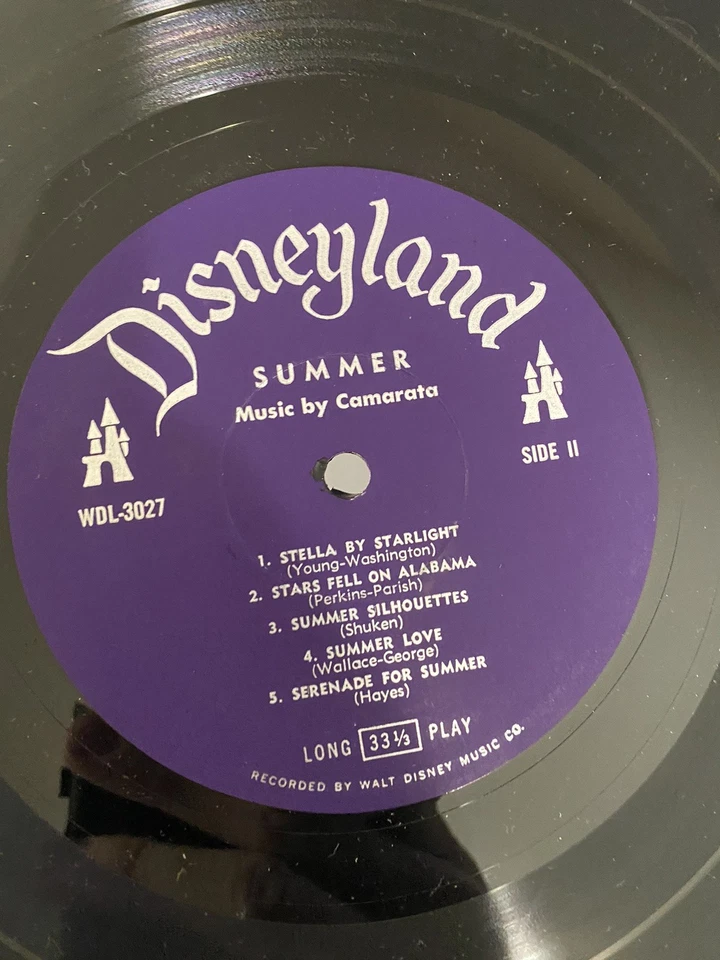 Disneyland
SUMMER
Music by Camarata
SIDE II
WDL-3027
1. STELLA BY STARLIGHT
(Young-Washington)
2. STARS FELL ON ALABAMA
(Perkins-Parish)
3. SUMMER SILHOUETTES
(Shuken)
4. SUMMER LOVE
(Wallace-George)
5. SERENADE FOR SUMMER
(Hayes)
LONG 33⅓ PLAY
RECORDED BY WALT DISNEY MUSIC CO.